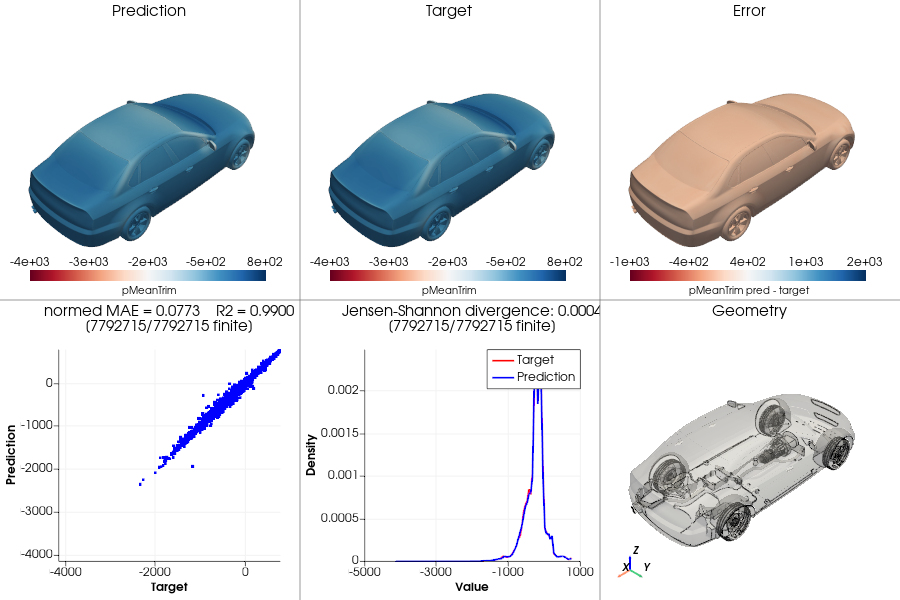 Prediction
Target
Error
-4e+03 -3e+03 -2e+03 -5e+02 8e+02
pMeanTrim
-4e+03 -3e+03 -2e+03 -5e+02 8e+02
pMeanTrim
-1e+03 -4e+02 4e+02 1e+03 2e+03
pMeanTrim pred - target
normed MAE = 0.0773 R2 = 0.9900
(7792715/7792715 finite)
0
-1000
-2000
-3000
-4000
Prediction
-4000 -2000 0
Target
Jensen-Shannon divergence: 0.0004
(7792715/7792715 finite)
Target
Prediction
0.002
0.0015
0.001
0.0005
0
Density
-5000 -3000 -1000 1000
Value
Geometry
Z
X Y